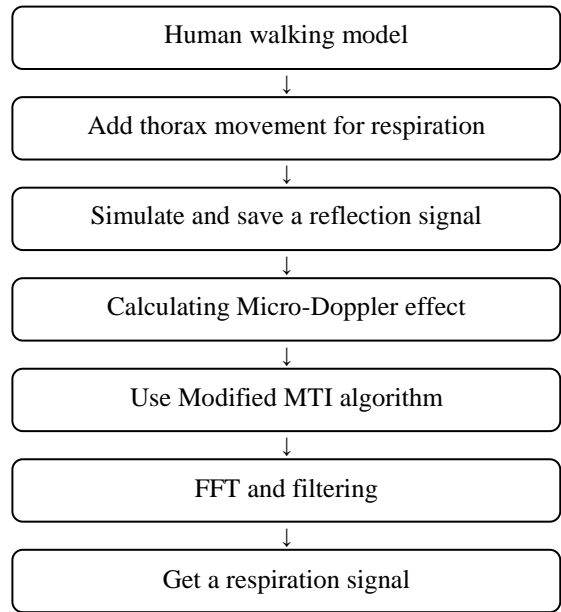 Human walking model
↓
Add thorax movement for respiration
↓
Simulate and save a reflection signal
↓
Calculating Micro-Doppler effect
↓
Use Modified MTI algorithm
↓
FFT and filtering
↓
Get a respiration signal